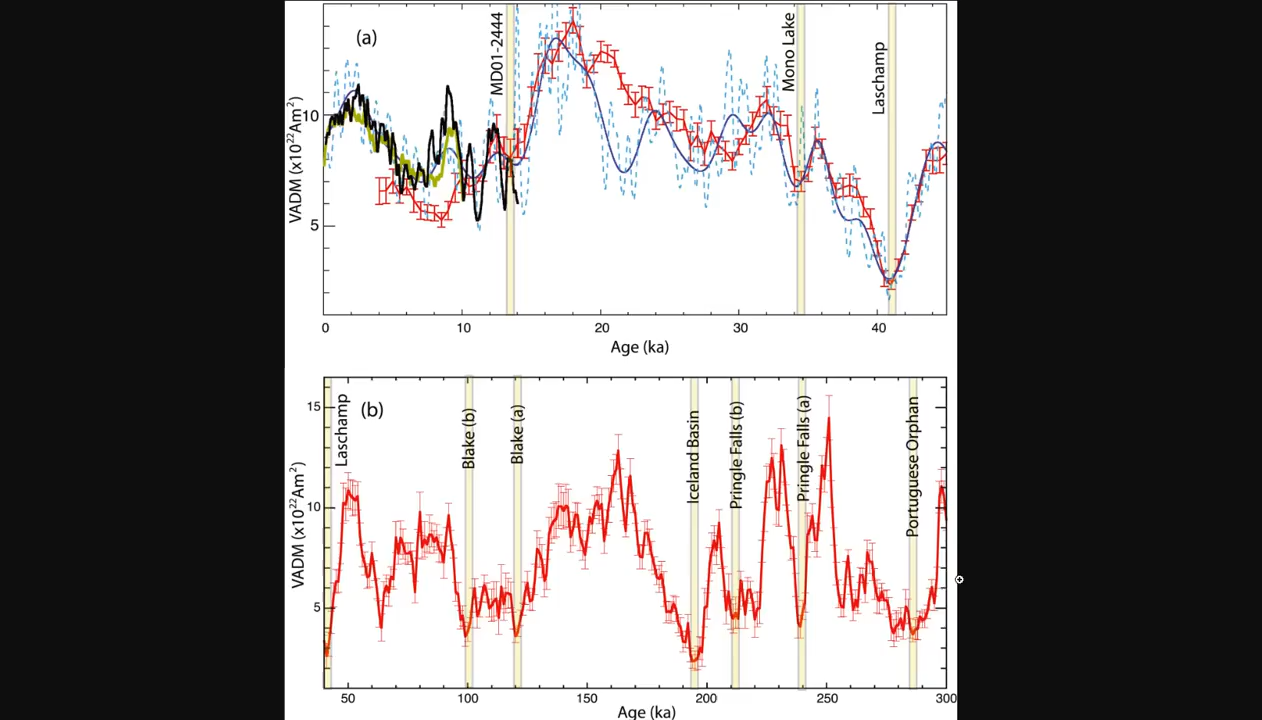 (a)
MD01-2444
Mono Lake
Laschamp
VADM (x10²²Am²)
10
5
0
10
20
30
40
Age (ka)
(b)
Laschamp
Blake (b)
Blake (a)
Iceland Basin
Pringle Falls (b)
Pringle Falls (a)
Portuguese Orphan
VADM (x10²²Am²)
15
10
5
50
100
150
200
250
300
Age (ka)